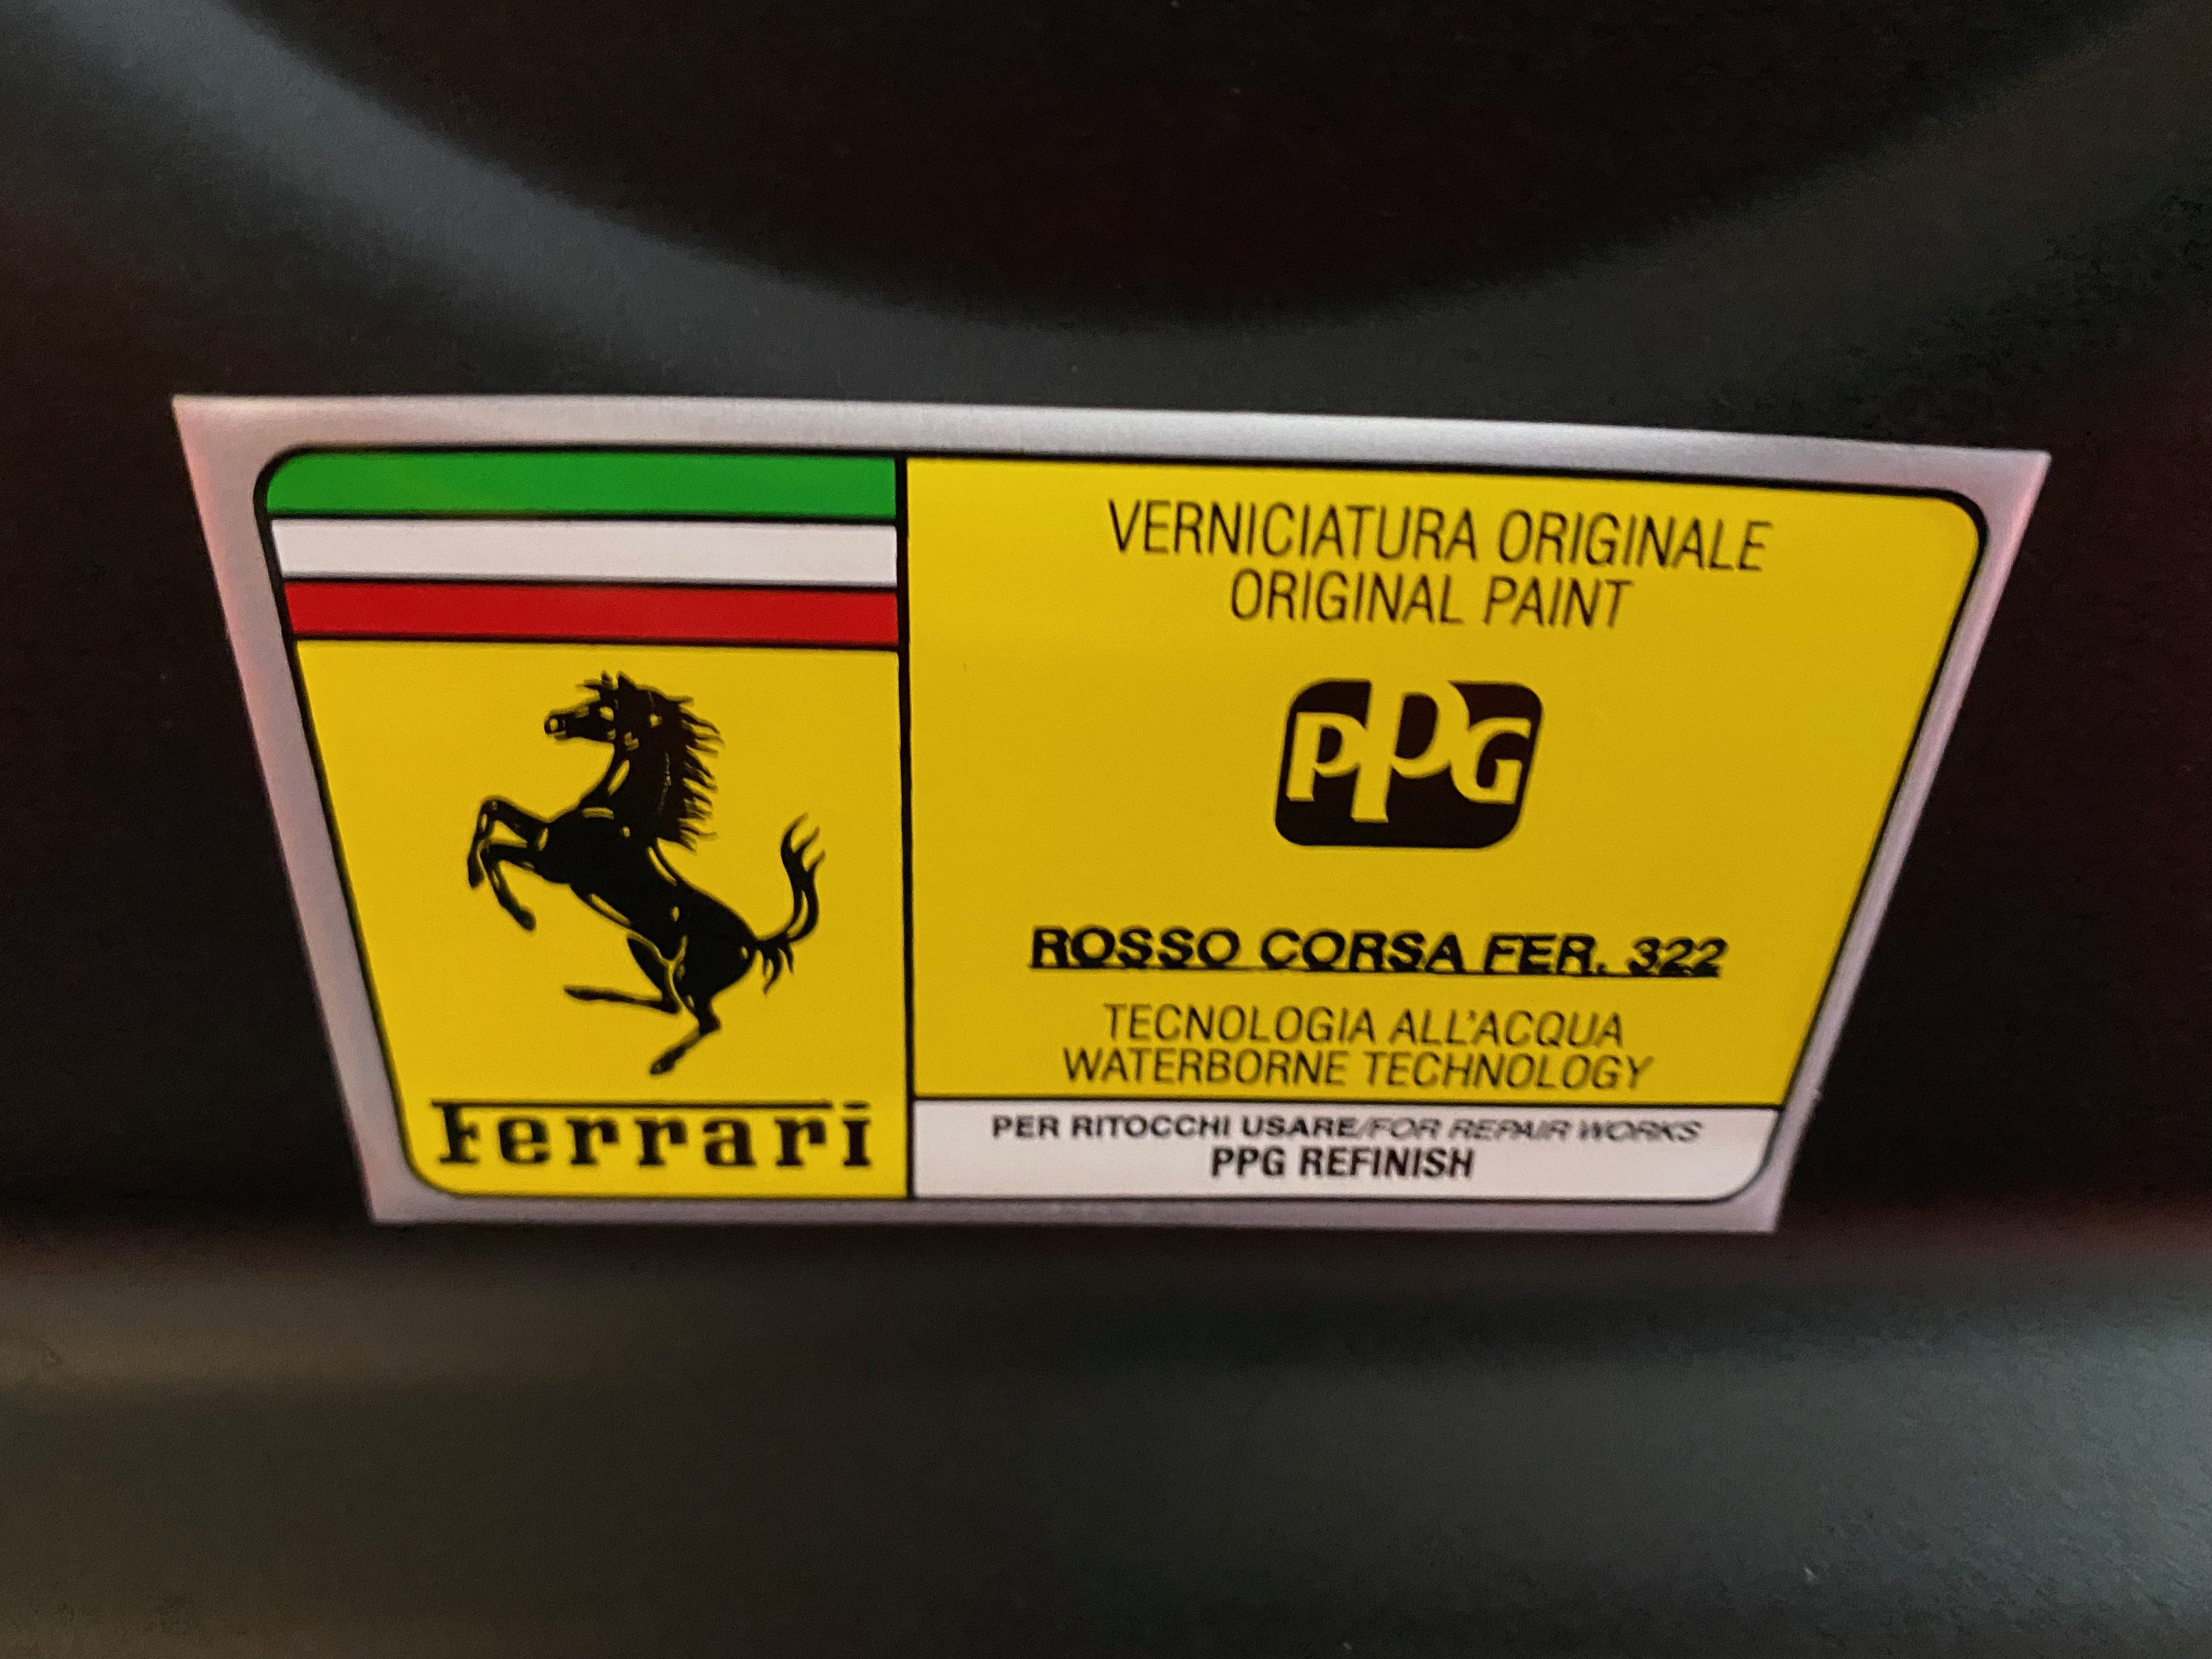 VERNICIATURA ORIGINALE
ORIGINAL PAINT
PPG
ROSSO CORSA FER. 322
TECNOLOGIA ALL'ACQUA
WATERBORNE TECHNOLOGY
PER RITOCCHI USARE/FOR REPAIR WORKS
PPG REFINISH
Ferrari